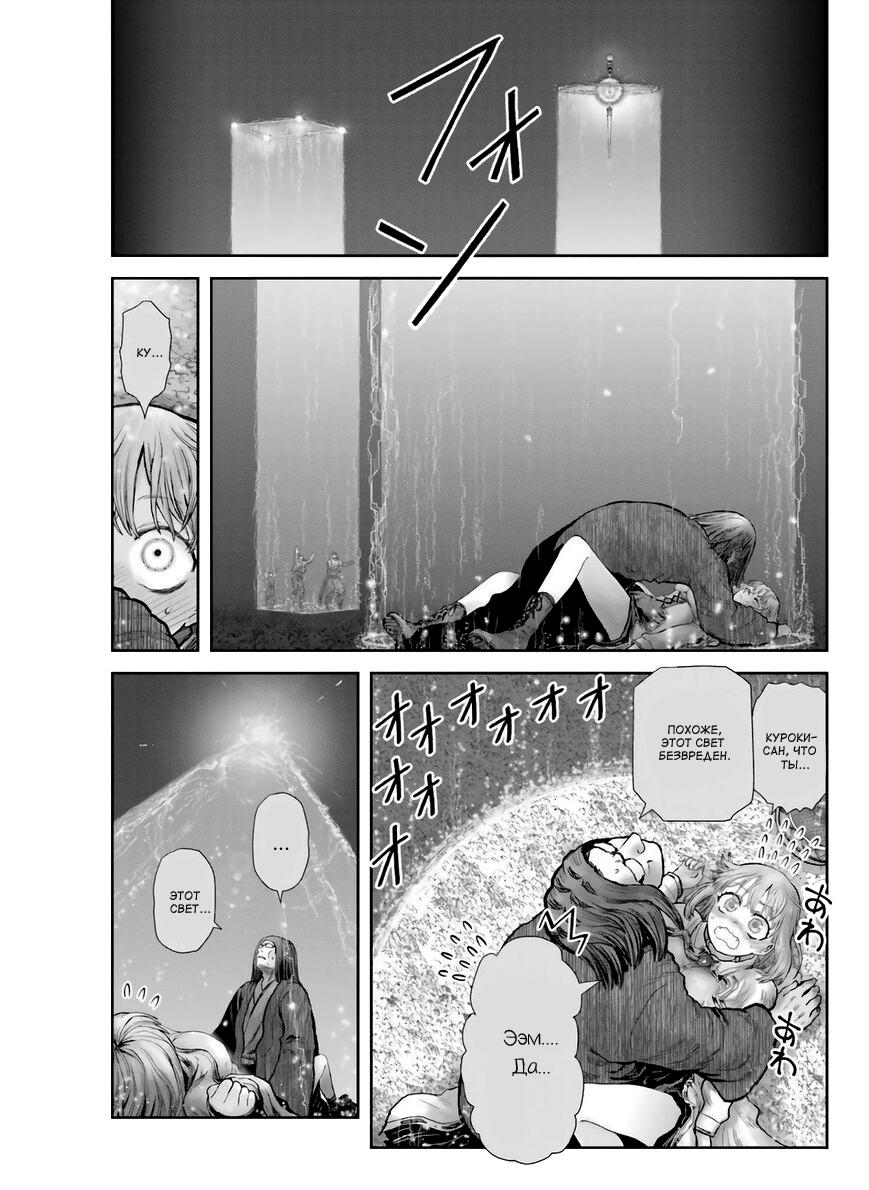 フォン
КУ...
КУРОКИ-
САН, ЧТО
ТЫ...
ПОХОЖЕ,
ЭТОТ СВЕТ
БЕЗВРЕДЕН.
オオオオオオオオオ
あわ
あわ
Ээм....
Да...
...
ЭТОТ
СВЕТ...